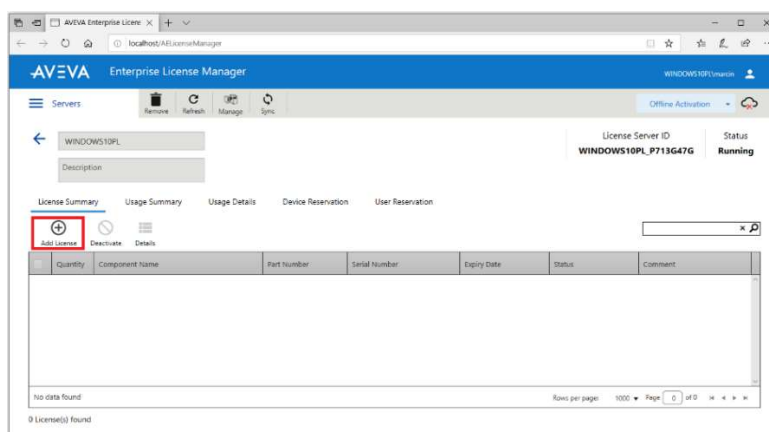 AVEVA Enterprise Licens
localhost/AELicenseManager
AVEVA Enterprise License Manager
WINDOWS10PL\marcin
Servers
Remove Refresh Manage Sync
Offline Activation
WINDOWS10PL
Description
License Server ID Status
WINDOWS10PL_P713G47G Running
License Summary Usage Summary Usage Details Device Reservation User Reservation
Add License Deactivate Details
Quantity Component Name Part Number Serial Number Expiry Date Status Comment
No data found
Rows per page: 1000 Page 0 of 0
0 License(s) found